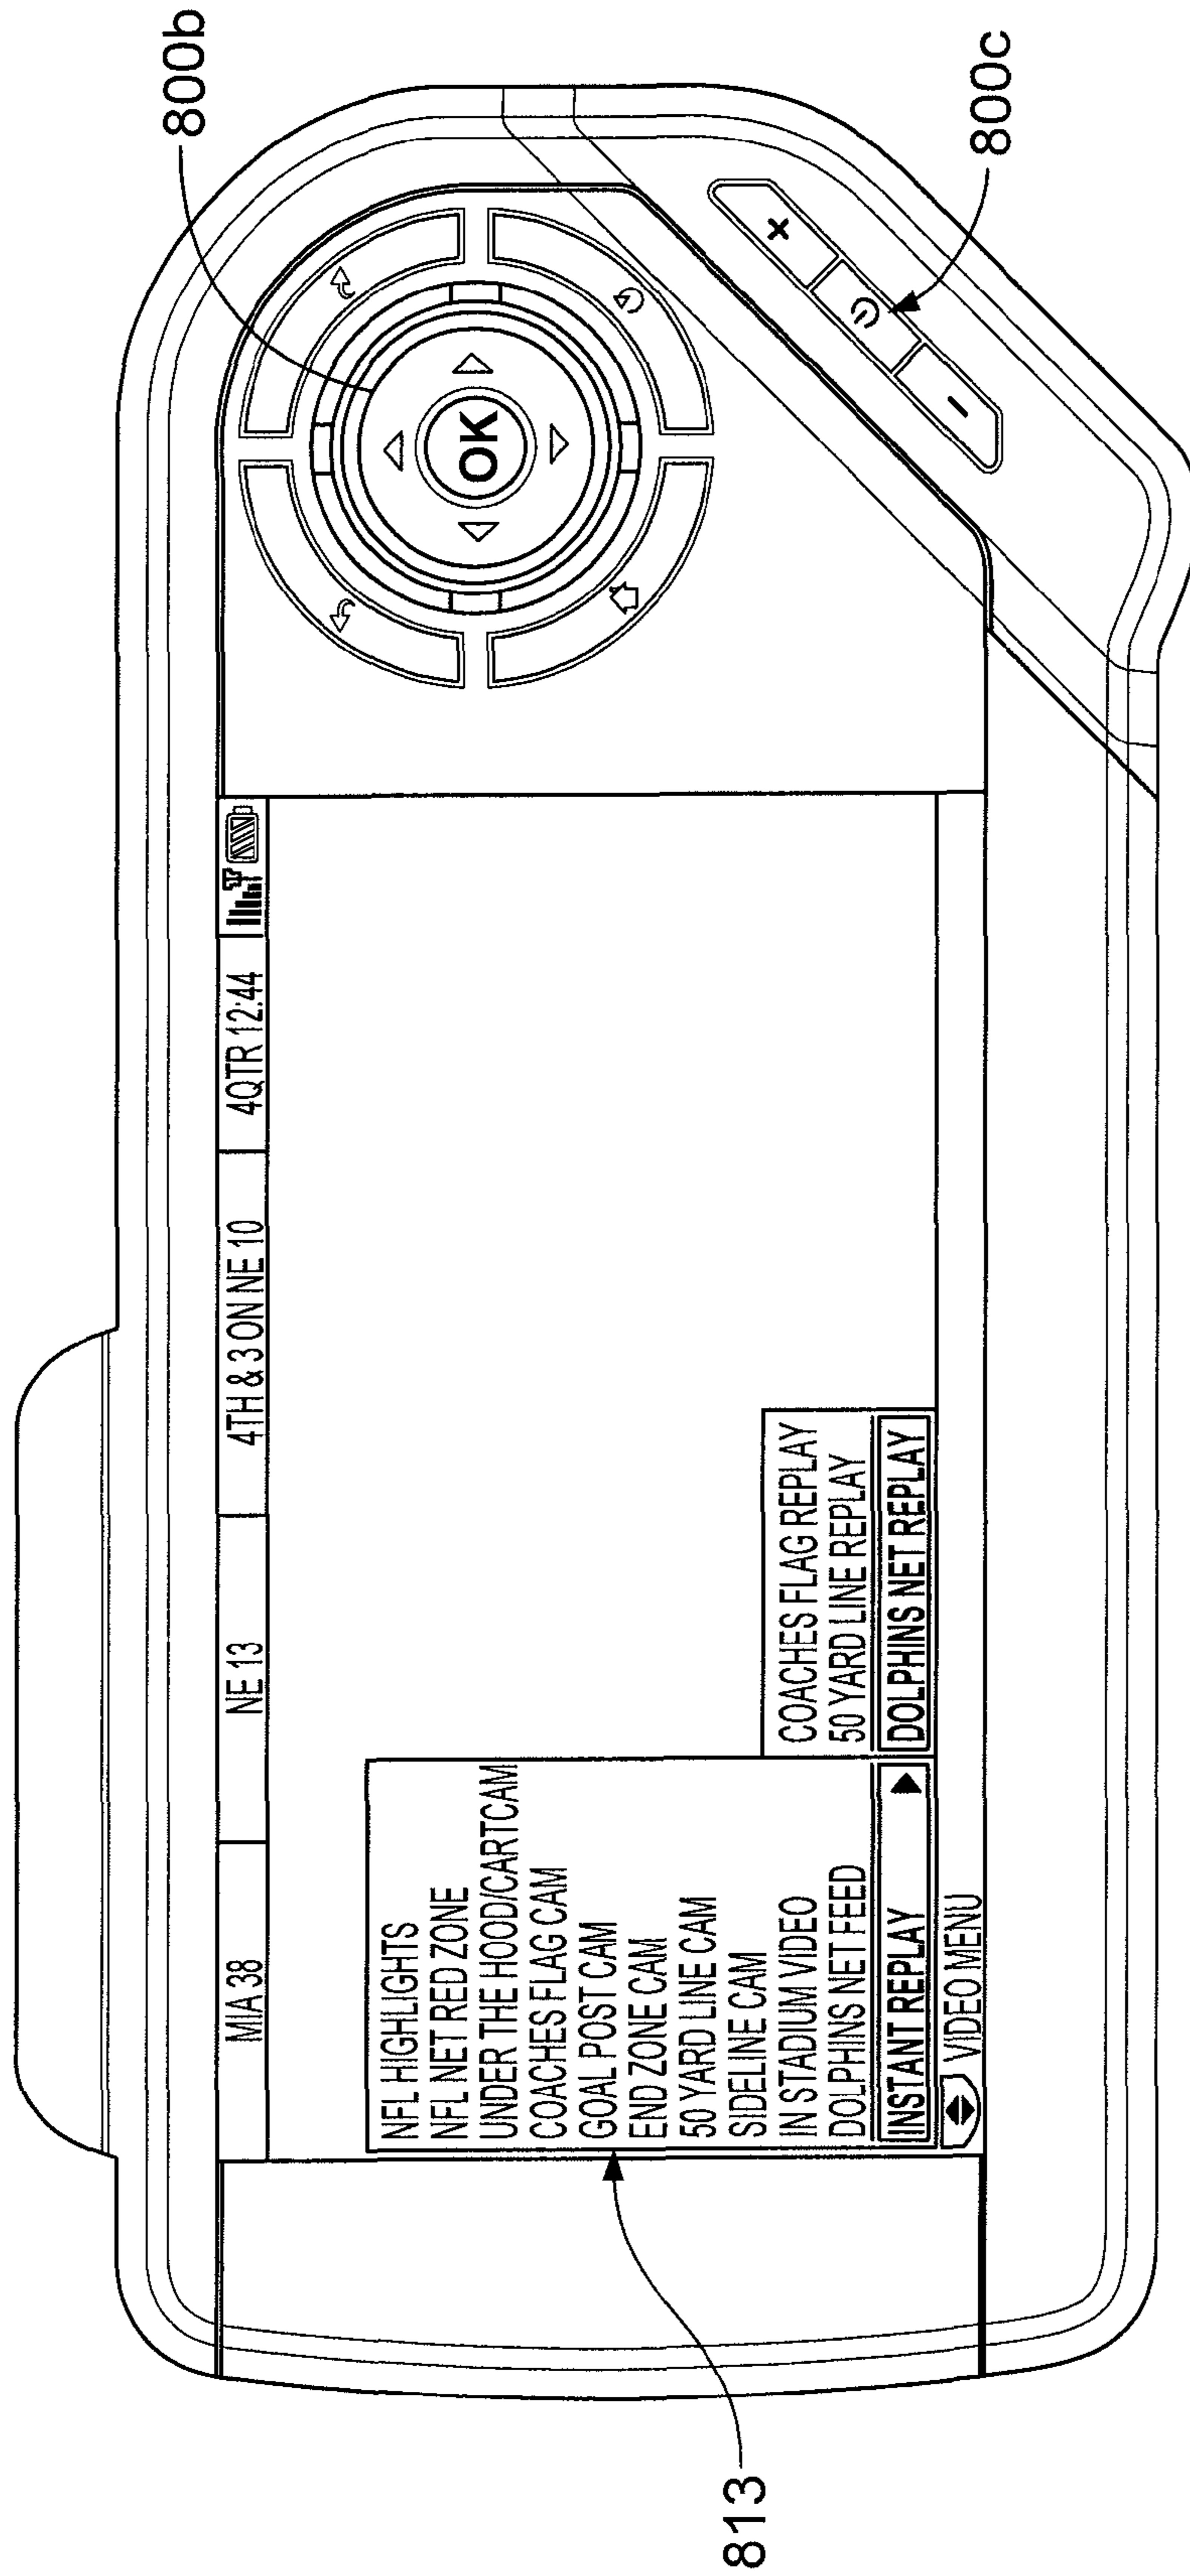 MIA 38
NE 13
4TH & 3 ON NE 10
4QTR 12:44
NFL HIGHLIGHTS
NFL NET RED ZONE
UNDER THE HOOD/CARTCAM
COACHES FLAG CAM
GOAL POST CAM
END ZONE CAM
50 YARD LINE CAM
SIDELINE CAM
IN STADIUM VIDEO
DOLPHINS NET FEED
INSTANT REPLAY
COACHES FLAG REPLAY
50 YARD LINE REPLAY
DOLPHINS NET REPLAY
VIDEO MENU
OK
+
-
800b
800c
813